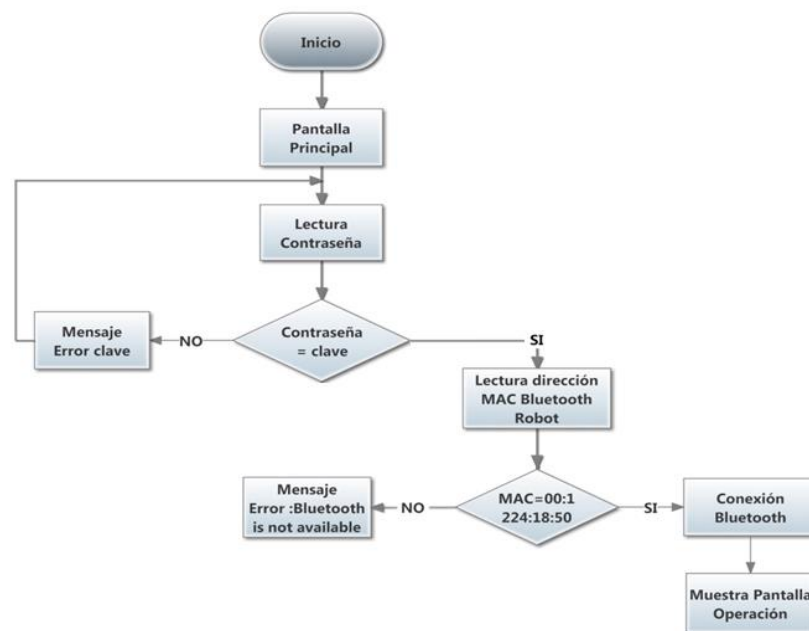 Inicio
Pantalla
Principal
Lectura
Contraseña
Contraseña
= clave
NO
Mensaje
Error clave
SI
Lectura dirección
MAC Bluetooth
Robot
MAC=00:1
224:18:50
NO
Mensaje
Error :Bluetooth
is not available
SI
Conexión
Bluetooth
Muestra Pantalla
Operación